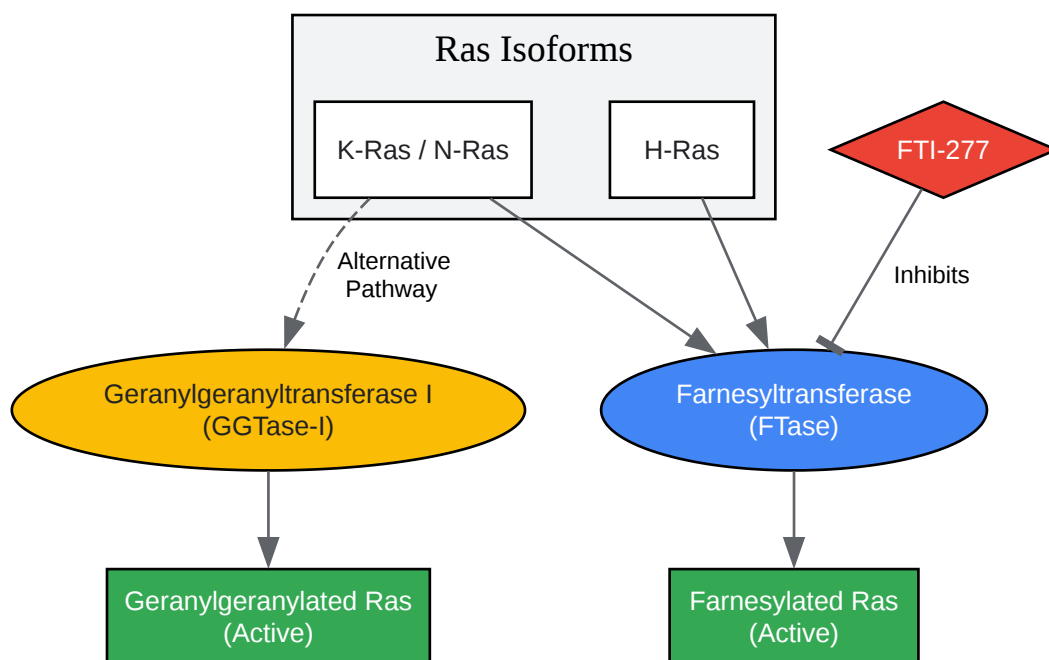 Ras Isoforms
K-Ras / N-Ras
H-Ras
FTI-277
Alternative
Pathway
Inhibits
Geranylgeranyltransferase I
(GGTase-I)
Farnesyltransferase
(FTase)
Geranylgeranylated Ras
(Active)
Farnesylated Ras
(Active)